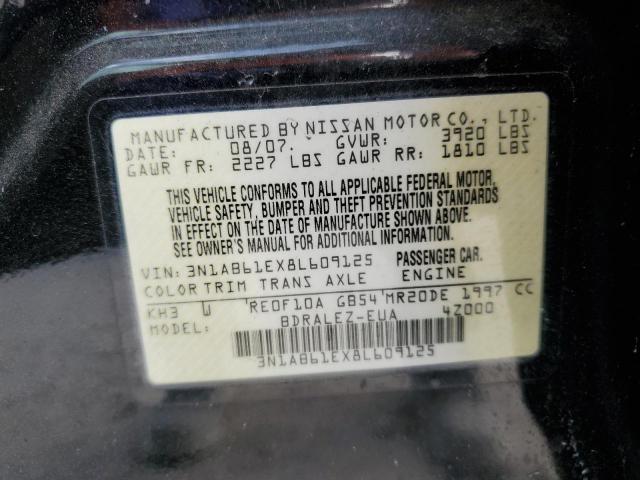 MANUFACTURED BY NISSAN MOTOR CO., LTD.
DATE: 08/07. GVWR: 3920 LBS
GAWR FR: 2227 LBS GAWR RR: 1810 LBS
THIS VEHICLE CONFORMS TO ALL APPLICABLE FEDERAL MOTOR
VEHICLE SAFETY, BUMPER AND THEFT PREVENTION STANDARDS
IN EFFECT ON THE DATE OF MANUFACTURE SHOWN ABOVE.
SEE OWNER'S MANUAL FOR ADDITIONAL INFORMATION.
VIN: 3N1AB61EX8L609125 PASSENGER CAR.
COLOR TRIM TRANS AXLE ENGINE
KH3 W RE0F10A GB54 MR20DE 1997 CC
MODEL: BDRALEZ-EUA 4Z000
3N1AB61EX8L609125